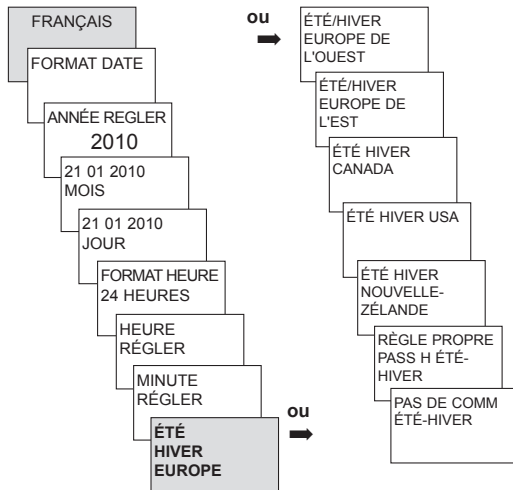 FRANÇAIS
FORMAT DATE
ANNÉE REGLER
2010
21 01 2010
MOIS
21 01 2010
JOUR
FORMAT HEURE
24 HEURES
HEURE
RÉGLER
MINUTE
RÉGLER
ÉTÉ
HIVER
EUROPE
ou
ou
ÉTÉ/HIVER
EUROPE DE
L'OUEST
ÉTÉ/HIVER
EUROPE DE
L'EST
ÉTÉ HIVER
CANADA
ÉTÉ HIVER USA
ÉTÉ HIVER
NOUVELLE-
ZÉLANDE
RÈGLE PROPRE
PASS H ÉTÉ-
HIVER
PAS DE COMM
ÉTÉ-HIVER